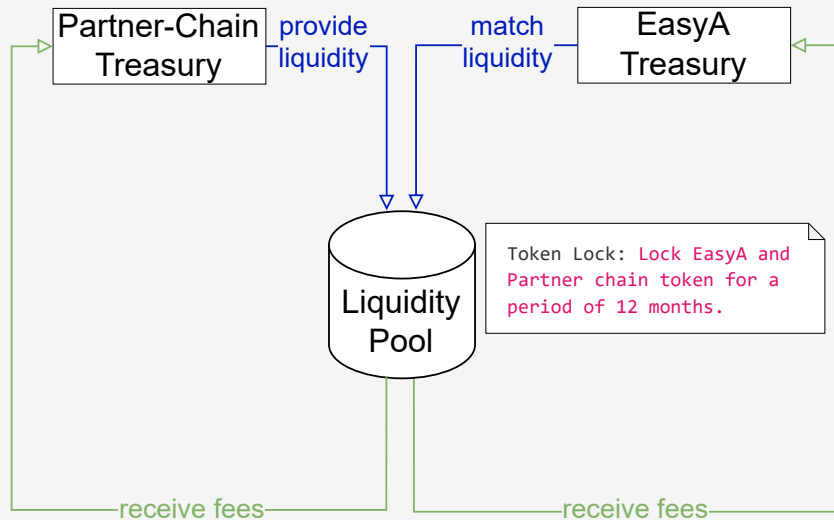 Partner-Chain
Treasury
provide
liquidity
match
liquidity
EasyA
Treasury
Liquidity
Pool
Token Lock: Lock EasyA and
Partner chain token for a
period of 12 months.
receive fees
receive fees